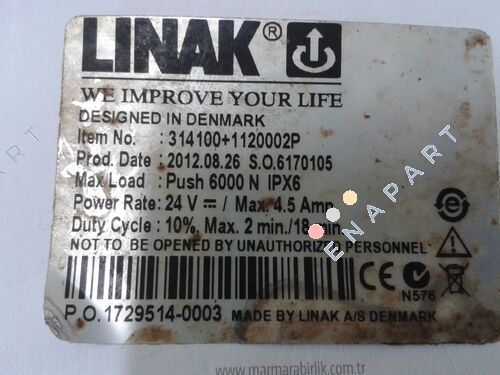 LINAK®
WE IMPROVE YOUR LIFE
DESIGNED IN DENMARK
Item No. : 314100+1120002P
Prod. Date : 2012.08.26 S.O.6170105
Max Load : Push 6000 N IPX6
Power Rate : 24 V ⎓ / Max. 4.5 Amp.
Duty Cycle : 10%, Max. 2 min./18 min.
NOT TO BE OPENED BY UNAUTHORIZED PERSONNEL
ENAPART
CE
N576
P.O.1729514-0003 MADE BY LINAK A/S DENMARK
www.marmarabirlik.com.tr